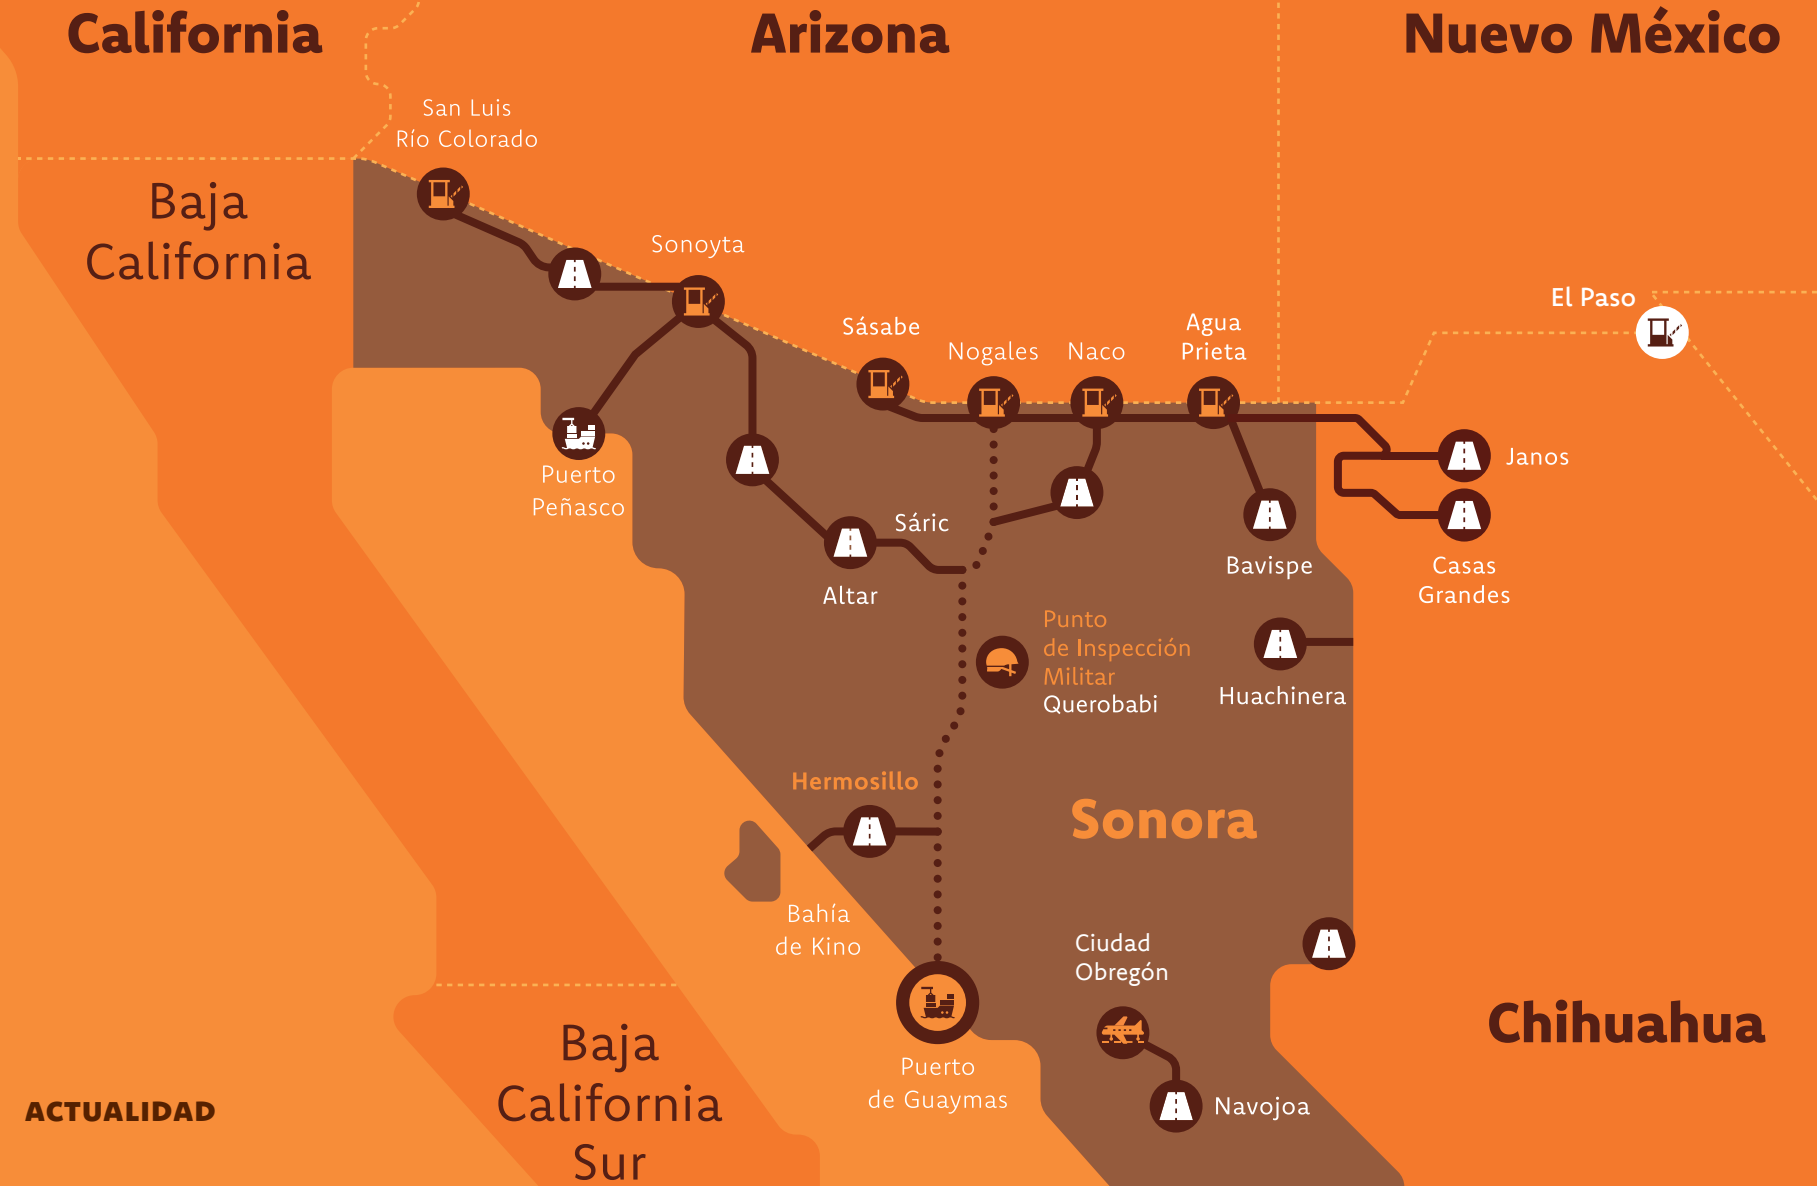 California
Arizona
Nuevo México
San Luis
Río Colorado
Baja
California
Sonoyta
El Paso
Sásabe
Agua
Prieta
Nogales
Naco
Janos
Puerto
Peñasco
Sáric
Bavispe
Casas
Grandes
Altar
Punto
de Inspección
Militar
Querobabi
Huachinera
Hermosillo
Sonora
Bahía
de Kino
Ciudad
Obregón
Chihuahua
Baja
California
Sur
Puerto
de Guaymas
Navojoa
ACTUALIDAD